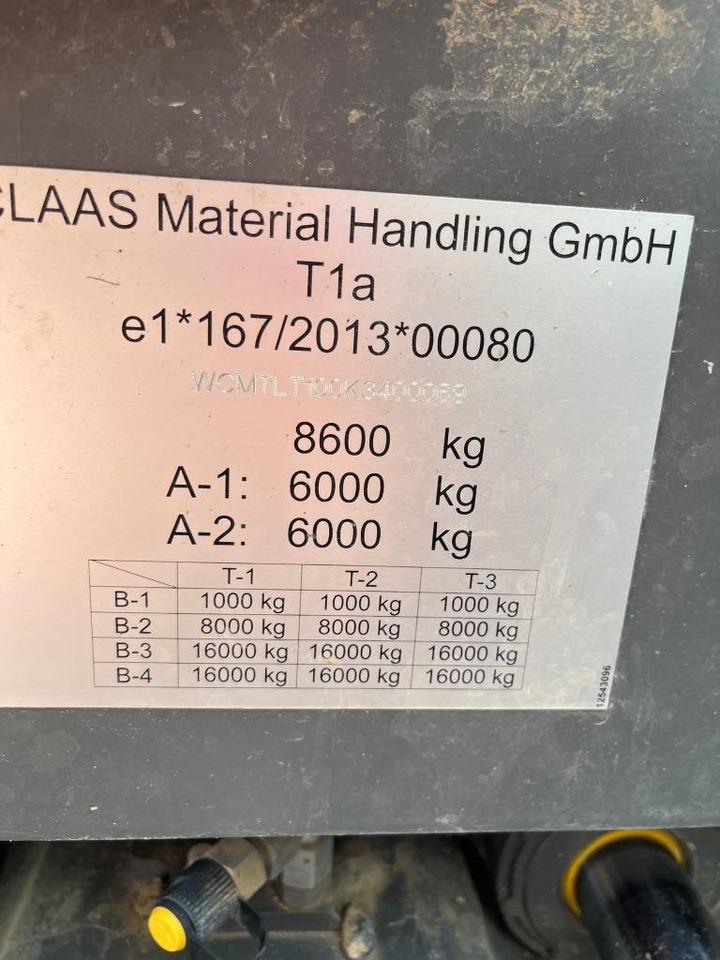 CLAAS Material Handling GmbH
T1a
e1*167/2013*00080
WCMTLT100K3400069
8600 kg
A-1: 6000 kg
A-2: 6000 kg
T-1 T-2 T-3
B-1 1000 kg 1000 kg 1000 kg
B-2 8000 kg 8000 kg 8000 kg
B-3 16000 kg 16000 kg 16000 kg
B-4 16000 kg 16000 kg 16000 kg
12543096